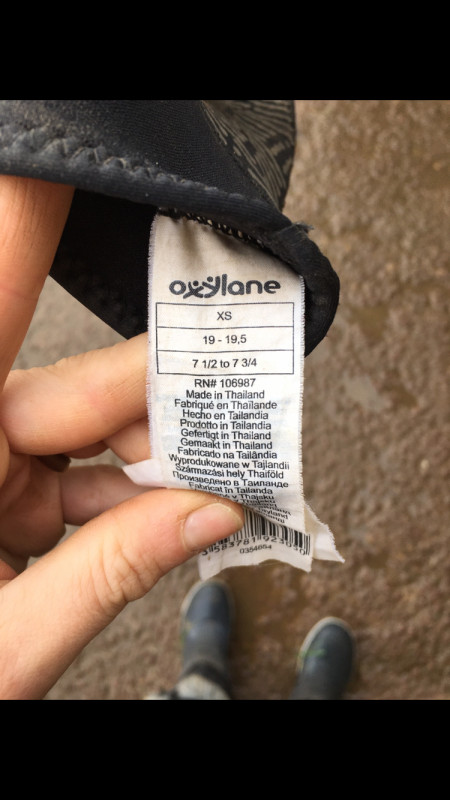 oxylane
XS
19 - 19,5
7 1/2 to 7 3/4
RN# 106987
Made in Thailand
Fabriqué en Thaïlande
Hecho en Tailandia
Prodotto in Tailandia
Gefertigt in Thailand
Gemaakt in Thailand
Fabricado na Tailândia
Wyprodukowane w Tajlandii
Származási hely Thaiföld
Произведено в Таиланде
Fabricat în Tailanda
0354664